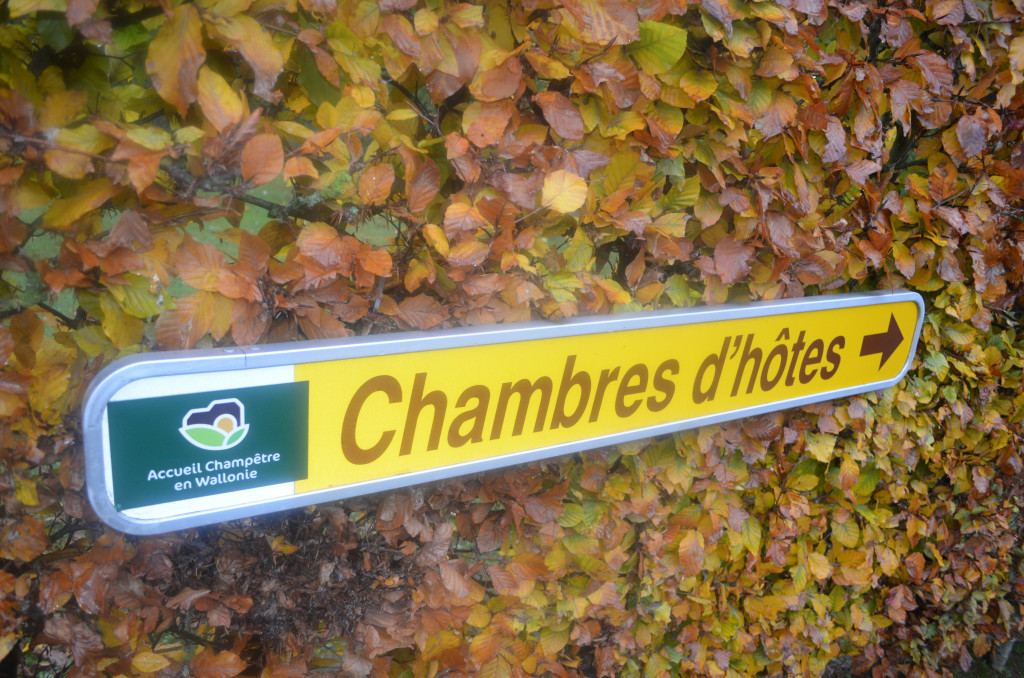 Chambres d'hôtes
Accueil Champêtre
en Wallonie